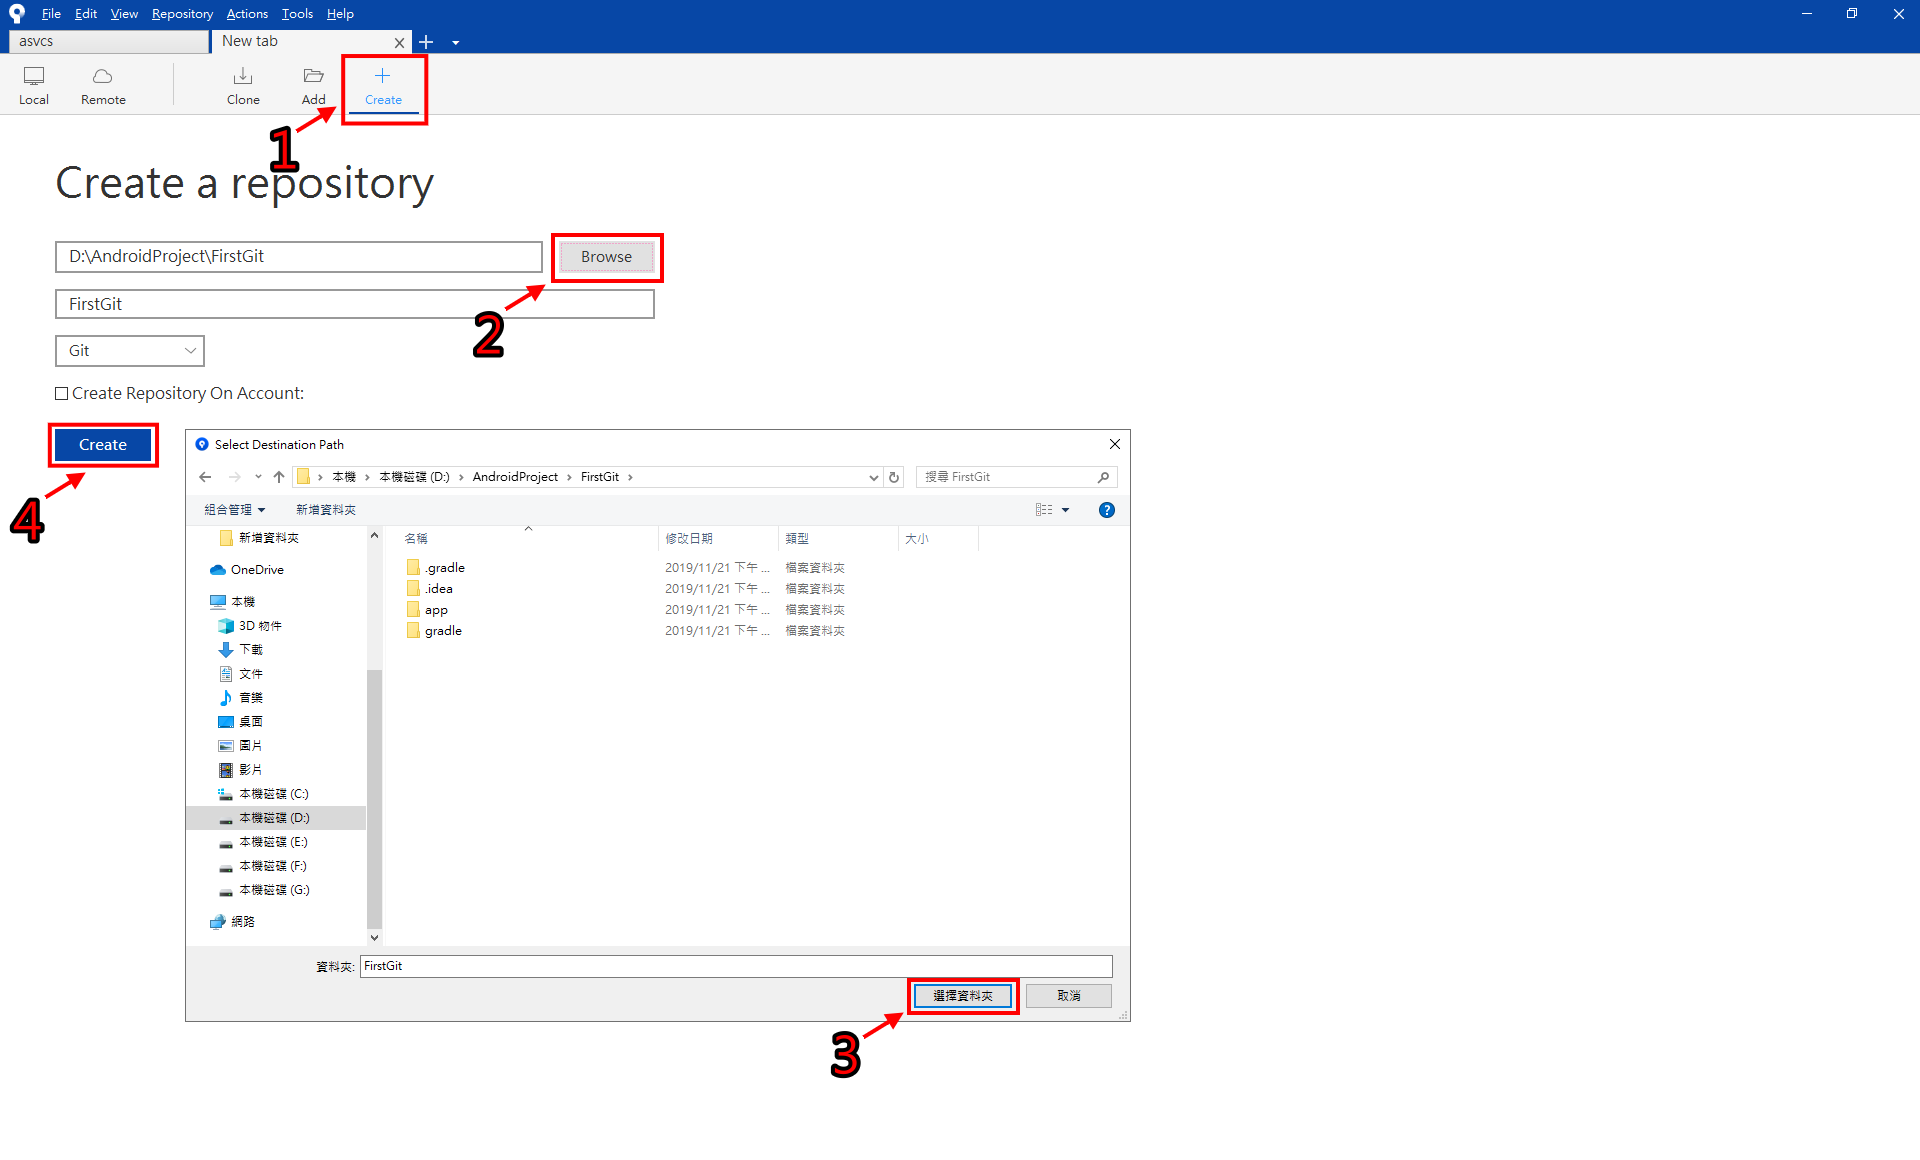 File Edit View Repository Actions Tools Help
asvcs New tab
Local Remote Clone Add Create
1
Create a repository
D:\AndroidProject\FirstGit Browse
FirstGit
2
Git
Create Repository On Account:
Create
4
Select Destination Path
本機 本機磁碟 (D:) AndroidProject FirstGit 搜尋 FirstGit
組合管理 新增資料夾
新增資料夾
OneDrive
本機
3D 物件
下載
文件
音樂
桌面
圖片
影片
本機磁碟 (C:)
本機磁碟 (D:)
本機磁碟 (E:)
本機磁碟 (F:)
本機磁碟 (G:)
網路
名稱 修改日期 類型 大小
.gradle 2019/11/21 下午 ... 檔案資料夾
.idea 2019/11/21 下午 ... 檔案資料夾
app 2019/11/21 下午 ... 檔案資料夾
gradle 2019/11/21 下午 ... 檔案資料夾
資料夾: FirstGit
選擇資料夾 取消
3